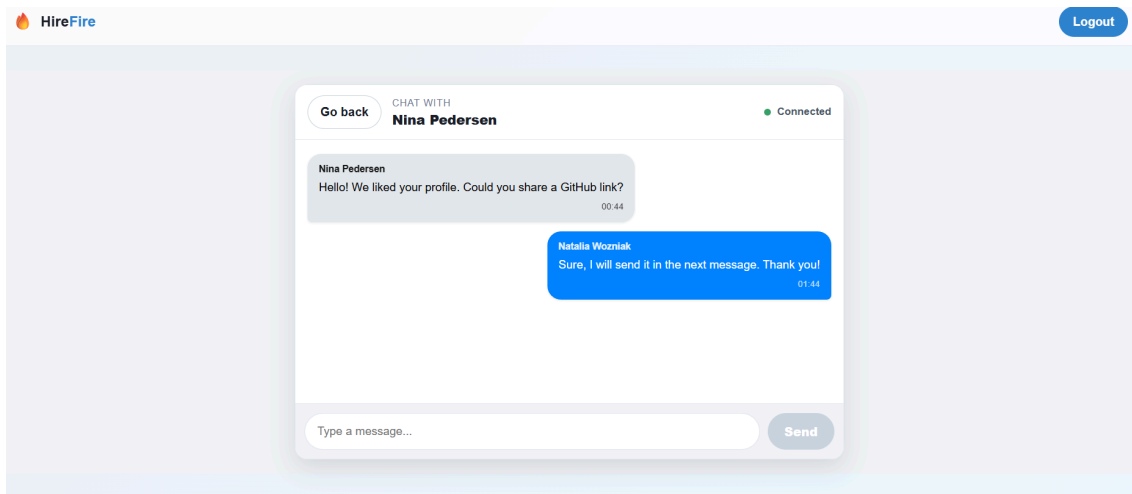 HireFire
Logout
Go back
CHAT WITH
Nina Pedersen
Connected
Nina Pedersen
Hello! We liked your profile. Could you share a GitHub link?
00:44
Natalia Wozniak
Sure, I will send it in the next message. Thank you!
01:44
Type a message...
Send